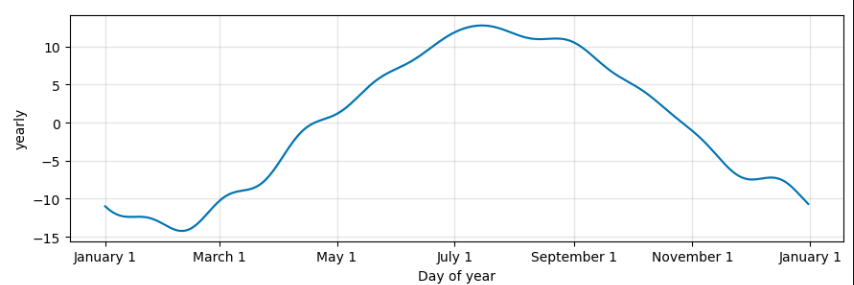 10
5
0
−5
−10
−15
yearly
January 1 March 1 May 1 July 1 September 1 November 1 January 1
Day of year